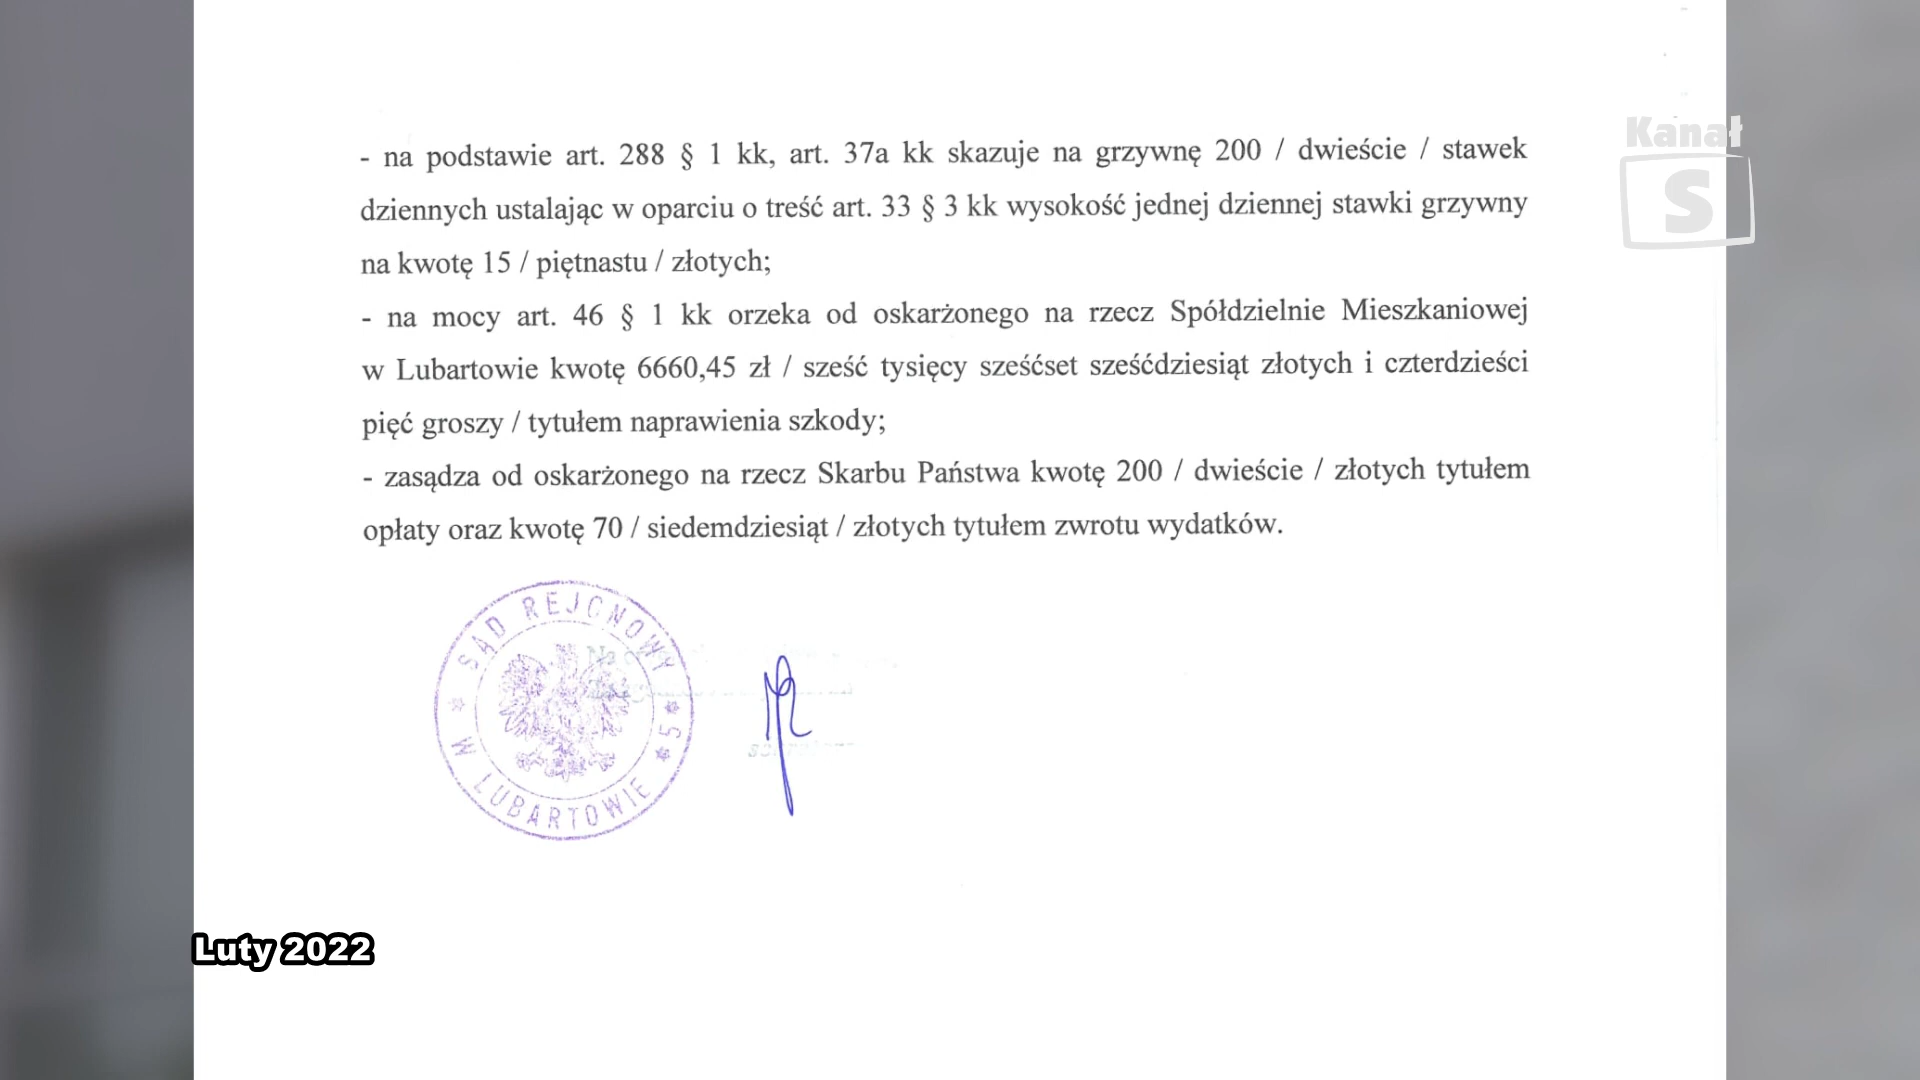 - na podstawie art. 288 § 1 kk, art. 37a kk skazuje na grzywnę 200 / dwieście / stawek
dziennych ustalając w oparciu o treść art. 33 § 3 kk wysokość jednej dziennej stawki grzywny
na kwotę 15 / piętnastu / złotych;
- na mocy art. 46 § 1 kk orzeka od oskarżonego na rzecz Spółdzielnie Mieszkaniowej
w Lubartowie kwotę 6660,45 zł / sześć tysięcy sześćset sześćdziesiąt złotych i czterdzieści
pięć groszy / tytułem naprawienia szkody;
- zasądza od oskarżonego na rzecz Skarbu Państwa kwotę 200 / dwieście / złotych tytułem
opłaty oraz kwotę 70 / siedemdziesiąt / złotych tytułem zwrotu wydatków.
SĄD REJONOWY
W LUBARTOWIE * 5 *
Kanał
S
Luty 2022